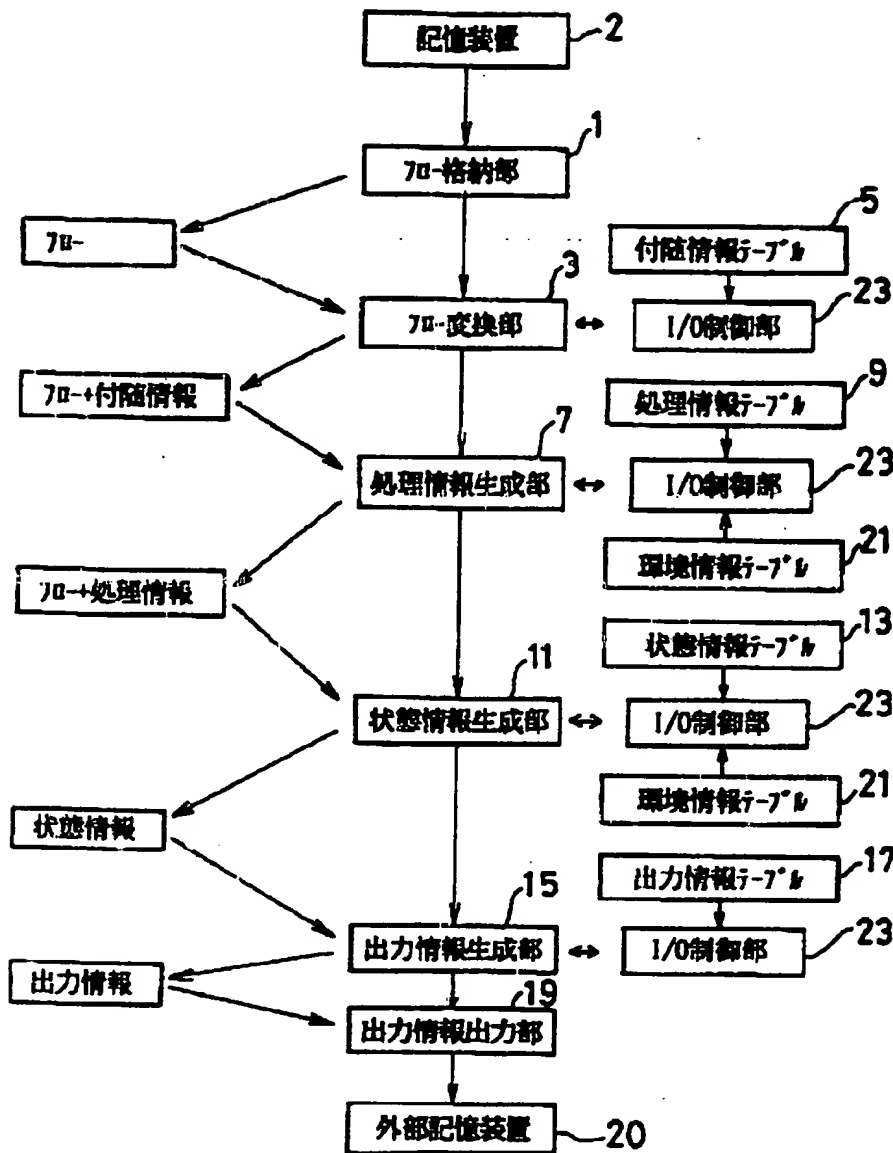 記憶装置
2
1
フロー格納部
フロー
5
付随情報テーブル
3
23
フロー変換部
I/O制御部
フロー+付随情報
9
処理情報テーブル
7
23
処理情報生成部
I/O制御部
21
環境情報テーブル
フロー+処理情報
13
状態情報テーブル
11
23
状態情報生成部
I/O制御部
21
環境情報テーブル
状態情報
17
出力情報テーブル
15
23
出力情報生成部
I/O制御部
出力情報
19
出力情報出力部
外部記憶装置
20